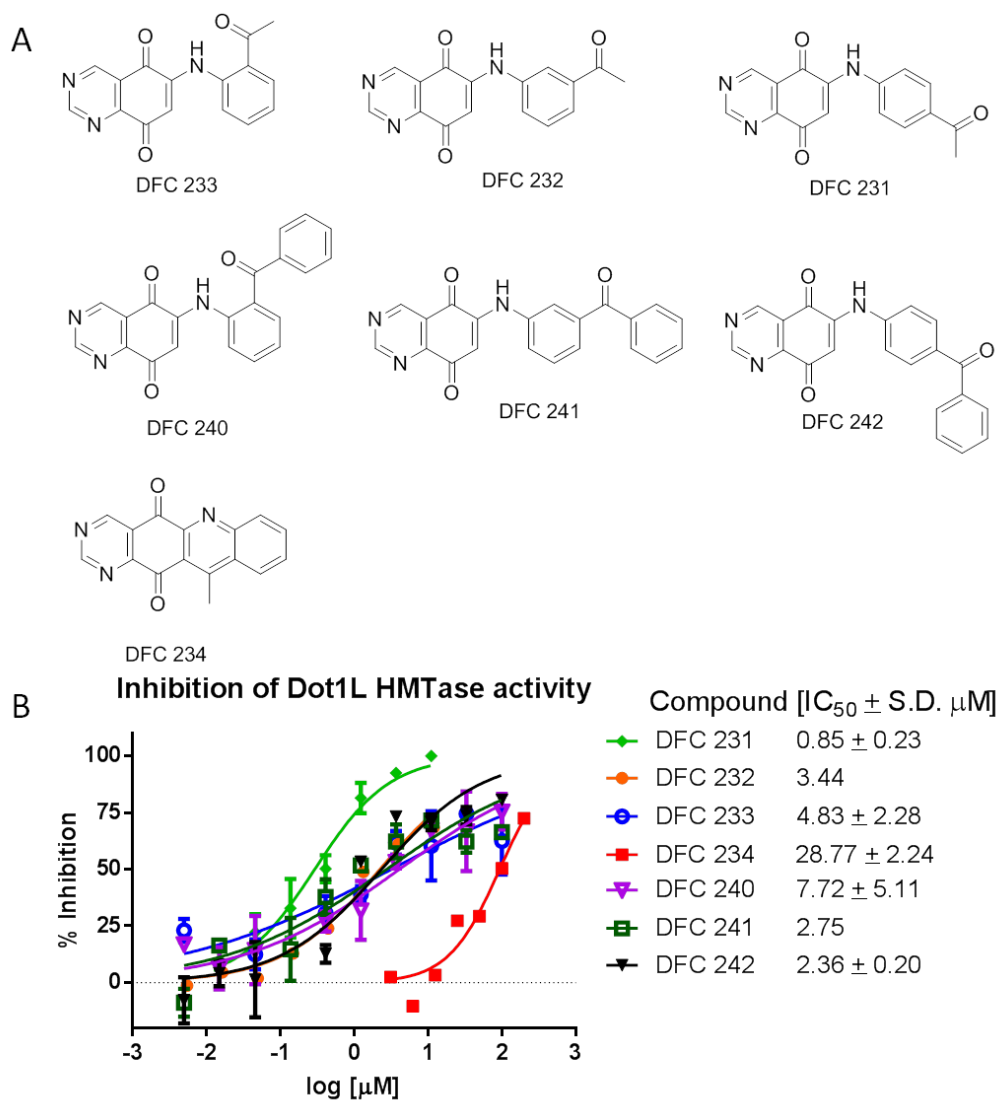 A
O
O
H
N
N
N
O
DFC 233
O
H
N
O
N
N
O
DFC 232
O
H
N
N
N
O
O
DFC 231
O
O
H
N
N
N
O
DFC 240
O
H
N
O
N
N
O
DFC 241
O
H
N
N
N
O
O
DFC 242
O
N
N
N
O
DFC 234
B
Inhibition of Dot1L HMTase activity
% Inhibition
100
75
50
25
0
-3 -2 -1 0 1 2 3
log [μM]
Compound [IC50 ± S.D. μM]
DFC 231 0.85 ± 0.23
DFC 232 3.44
DFC 233 4.83 ± 2.28
DFC 234 28.77 ± 2.24
DFC 240 7.72 ± 5.11
DFC 241 2.75
DFC 242 2.36 ± 0.20